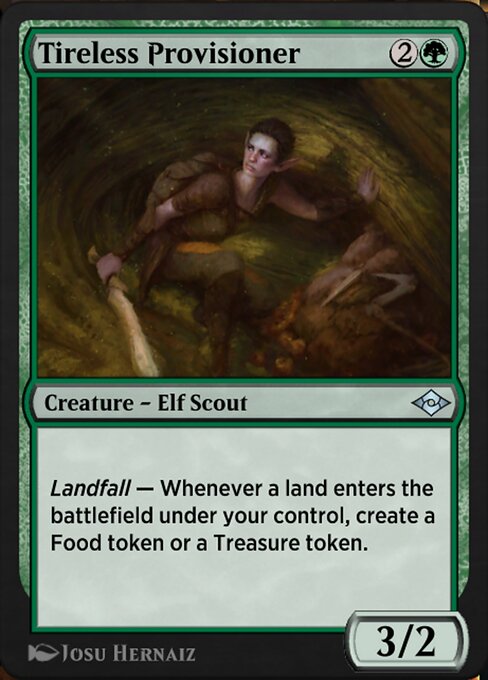 Tireless Provisioner 2
Creature – Elf Scout
Landfall — Whenever a land enters the
battlefield under your control, create a
Food token or a Treasure token.
3/2
Josu Hernaiz